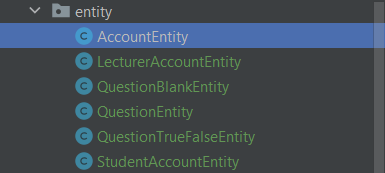 entity
C AccountEntity
C LecturerAccountEntity
C QuestionBlankEntity
C QuestionEntity
C QuestionTrueFalseEntity
C StudentAccountEntity